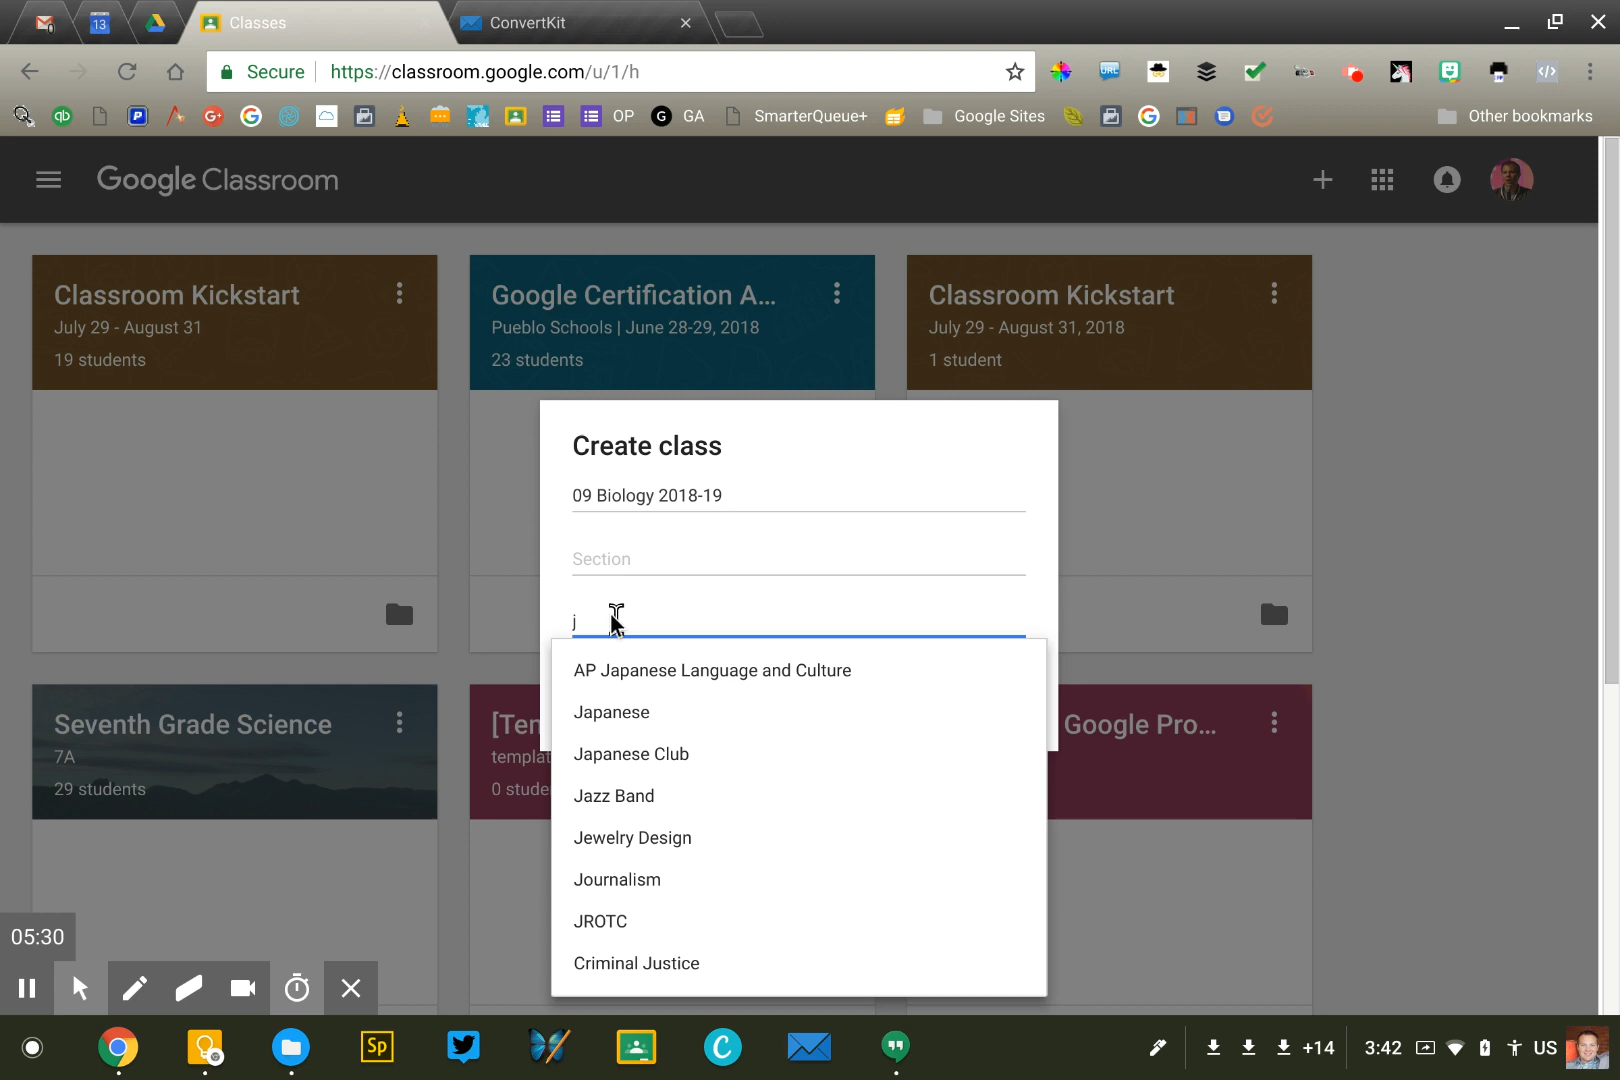 Classes
ConvertKit
Secure
https://classroom.google.com/u/1/h
OP
GA
SmarterQueue+
Google Sites
Other bookmarks
Google Classroom
Classroom Kickstart
July 29 - August 31
19 students
Google Certification A...
Pueblo Schools | June 28-29, 2018
23 students
Classroom Kickstart
July 29 - August 31, 2018
1 student
Create class
09 Biology 2018-19
Section
j
AP Japanese Language and Culture
Japanese
Japanese Club
Jazz Band
Jewelry Design
Journalism
JROTC
Criminal Justice
Seventh Grade Science
7A
29 students
[Ten
templat
0 stude
Google Pro...
05:30
Sp
+14
3:42
US